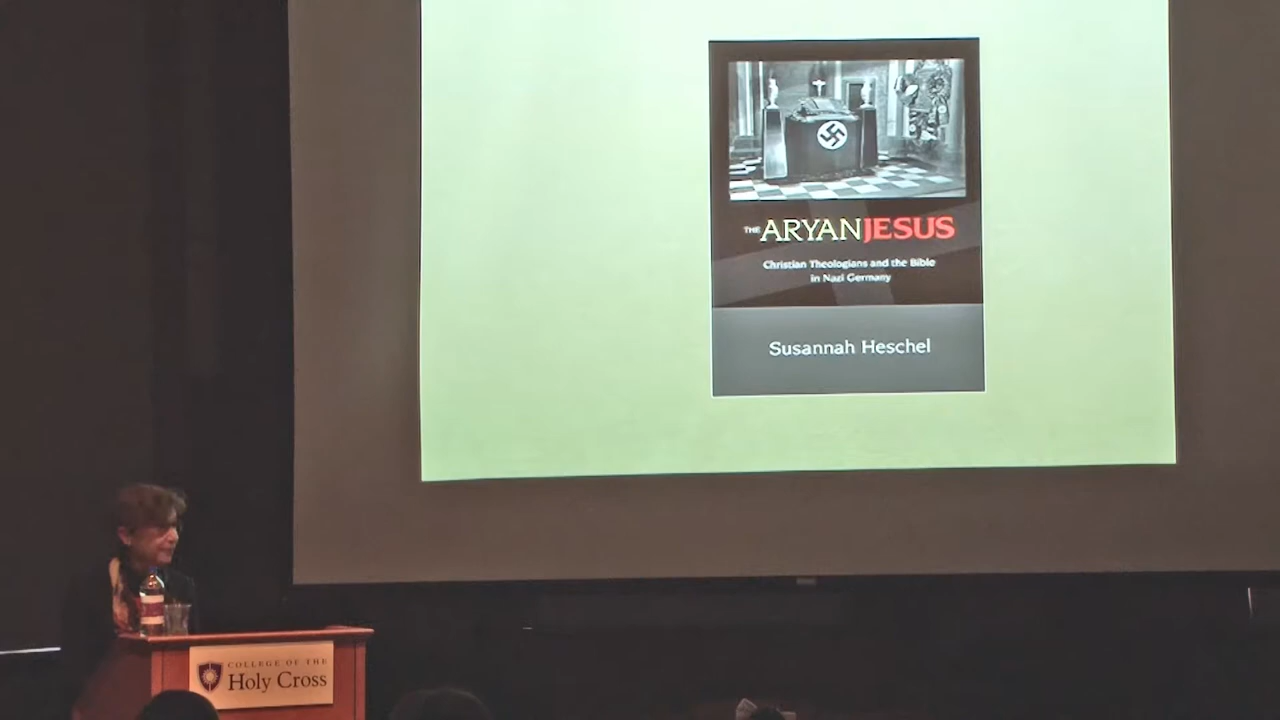 THE ARYAN JESUS
Christian Theologians and the Bible
in Nazi Germany
Susannah Heschel
COLLEGE OF THE
Holy Cross